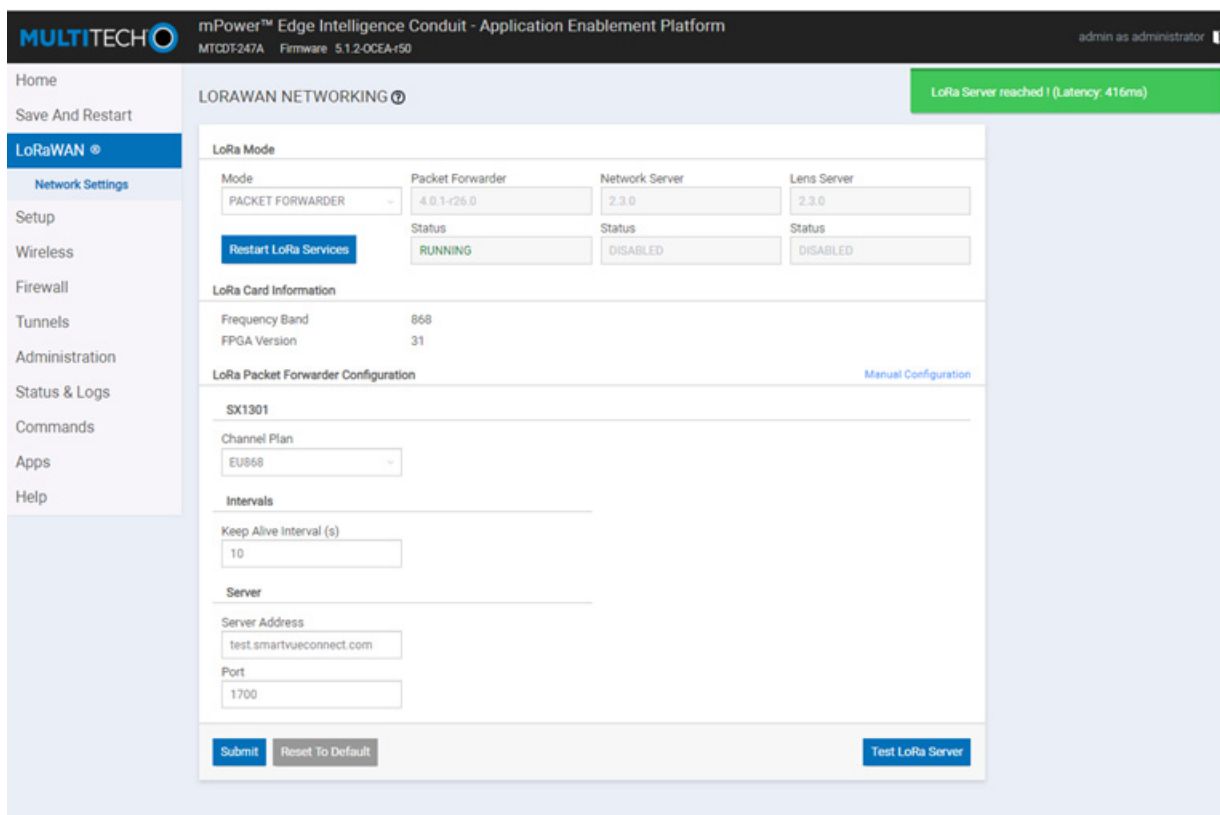 MULTITECH
mPower™ Edge Intelligence Conduit - Application Enablement Platform
MTCDT-247A Firmware 5.1.2-OCEA-r50
admin as administrator
Home
Save And Restart
LoRaWAN ®
Network Settings
Setup
Wireless
Firewall
Tunnels
Administration
Status & Logs
Commands
Apps
Help
LORAWAN NETWORKING ?
LoRa Server reached ! (Latency: 416ms)
LoRa Mode
Mode Packet Forwarder Network Server Lens Server
PACKET FORWARDER 4.0.1-r26.0 2.3.0 2.3.0
Status Status Status
Restart LoRa Services RUNNING DISABLED DISABLED
LoRa Card Information
Frequency Band 868
FPGA Version 31
LoRa Packet Forwarder Configuration Manual Configuration
SX1301
Channel Plan
EU868
Intervals
Keep Alive Interval (s)
10
Server
Server Address
test.smartvueconnect.com
Port
1700
Submit Reset To Default Test LoRa Server